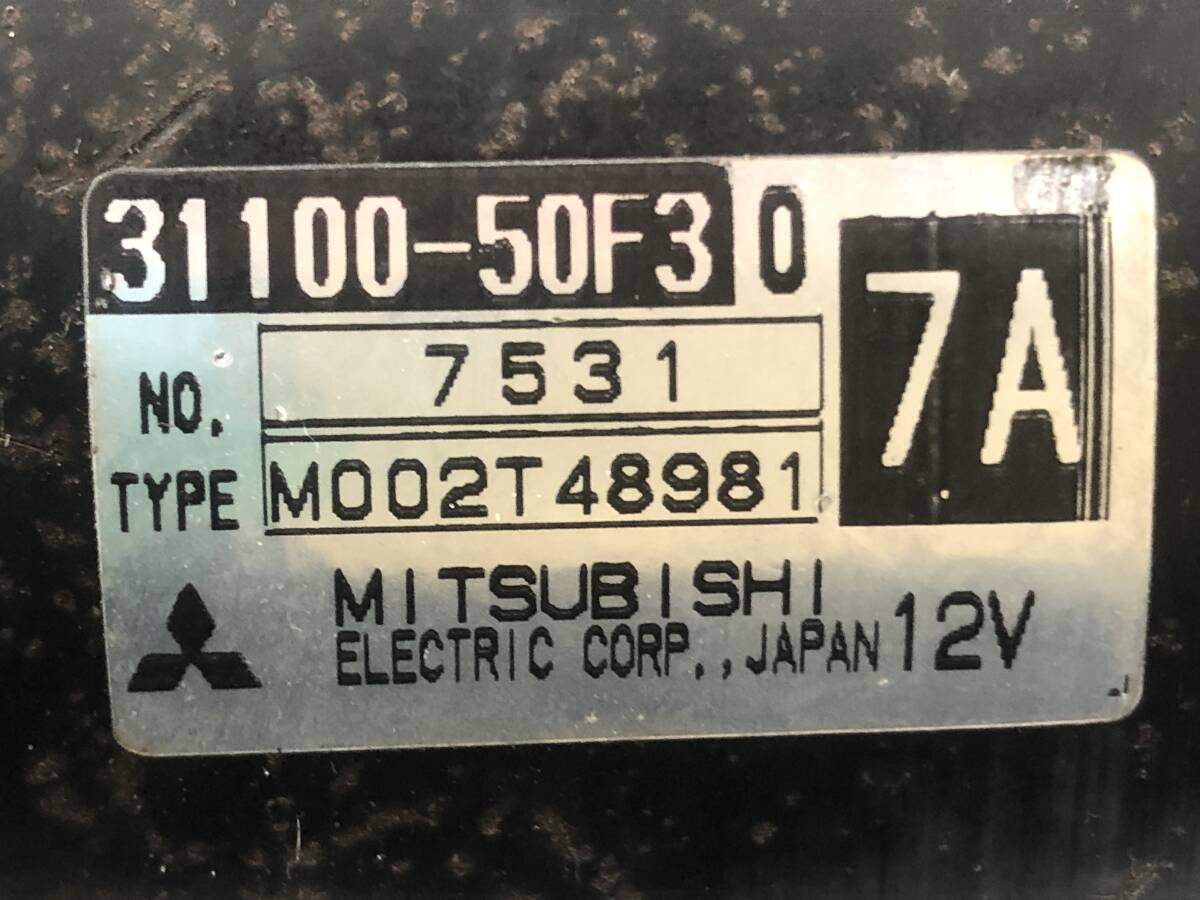 31100-50F30
7A
NO. 7531
TYPE M002T48981
MITSUBISHI
ELECTRIC CORP., JAPAN 12V